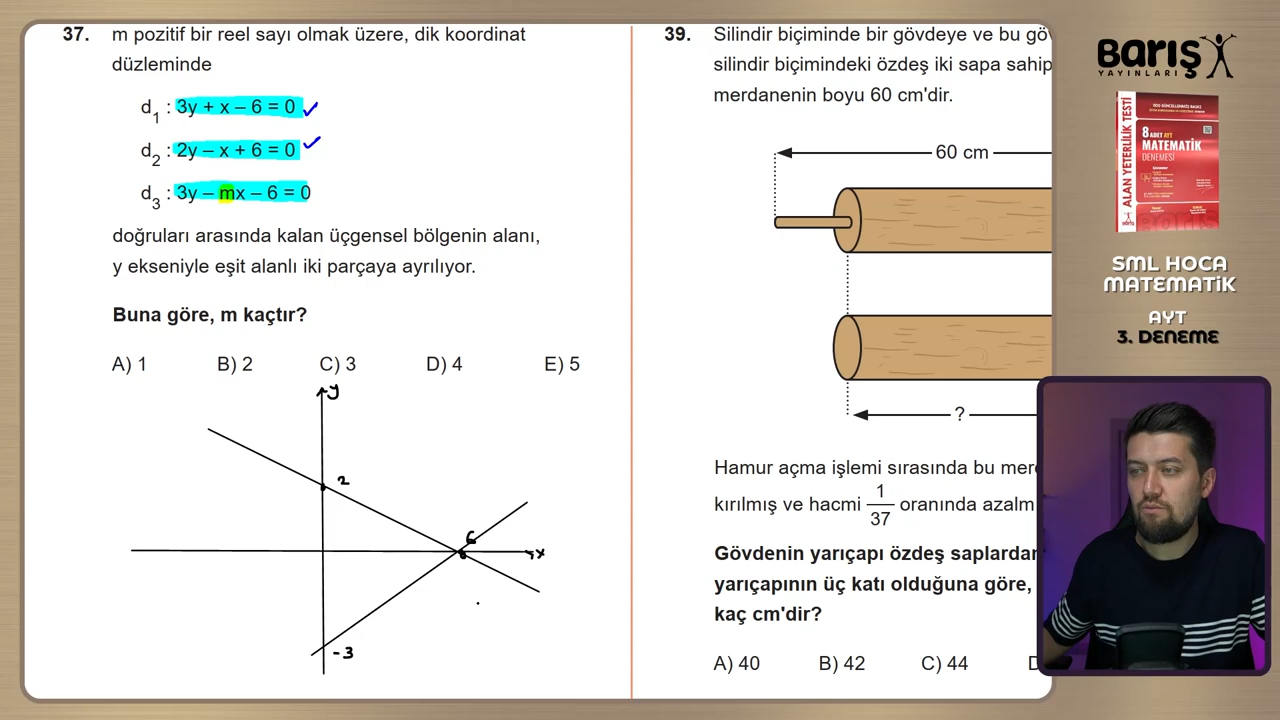 37. m pozitif bir reel sayı olmak üzere, dik koordinat
düzleminde
d1 : 3y + x – 6 = 0
d2 : 2y – x + 6 = 0
d3 : 3y – mx – 6 = 0
doğruları arasında kalan üçgensel bölgenin alanı,
y ekseniyle eşit alanlı iki parçaya ayrılıyor.
Buna göre, m kaçtır?
A) 1 B) 2 C) 3 D) 4 E) 5
y
2
6
x
-3
39. Silindir biçiminde bir gövdeye ve bu gö
silindir biçimindeki özdeş iki sapa sahip
merdanenin boyu 60 cm'dir.
60 cm
?
Hamur açma işlemi sırasında bu mer
kırılmış ve hacmi 1/37 oranında azalm
Gövdenin yarıçapı özdeş saplardan
yarıçapının üç katı olduğuna göre,
kaç cm'dir?
A) 40 B) 42 C) 44 D
BARIŞ
YAYINLARI
ALAN YETERLİLİK TESTİ
8 ADET AYT
MATEMATİK
DENEMESİ
SML HOCA
MATEMATİK
AYT
3. DENEME